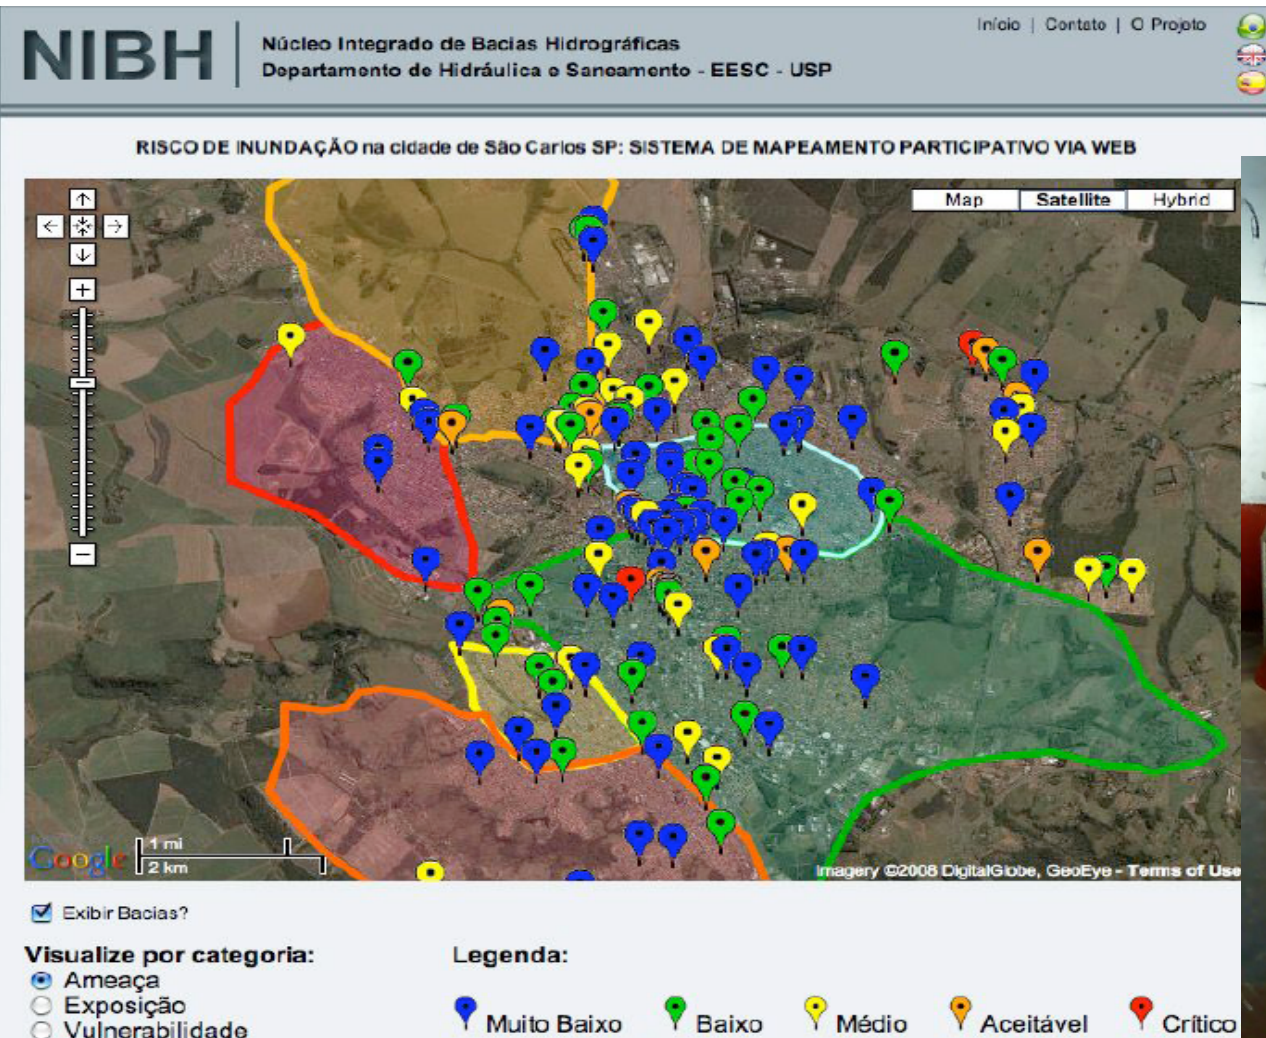 NIBH
Núcleo Integrado de Bacias Hidrográficas
Departamento de Hidráulica e Saneamento - EESC - USP
Início | Contato | O Projeto
RISCO DE INUNDAÇÃO na cidade de São Carlos SP: SISTEMA DE MAPEAMENTO PARTICIPATIVO VIA WEB
Map Satellite Hybrid
1 mi
2 km
Google
Imagery ©2008 DigitalGlobe, GeoEye - Terms of Use
Exibir Bacias?
Visualize por categoria:
Ameaça
Exposição
Vulnerabilidade
Legenda:
Muito Baixo Baixo Médio Aceitável Crítico